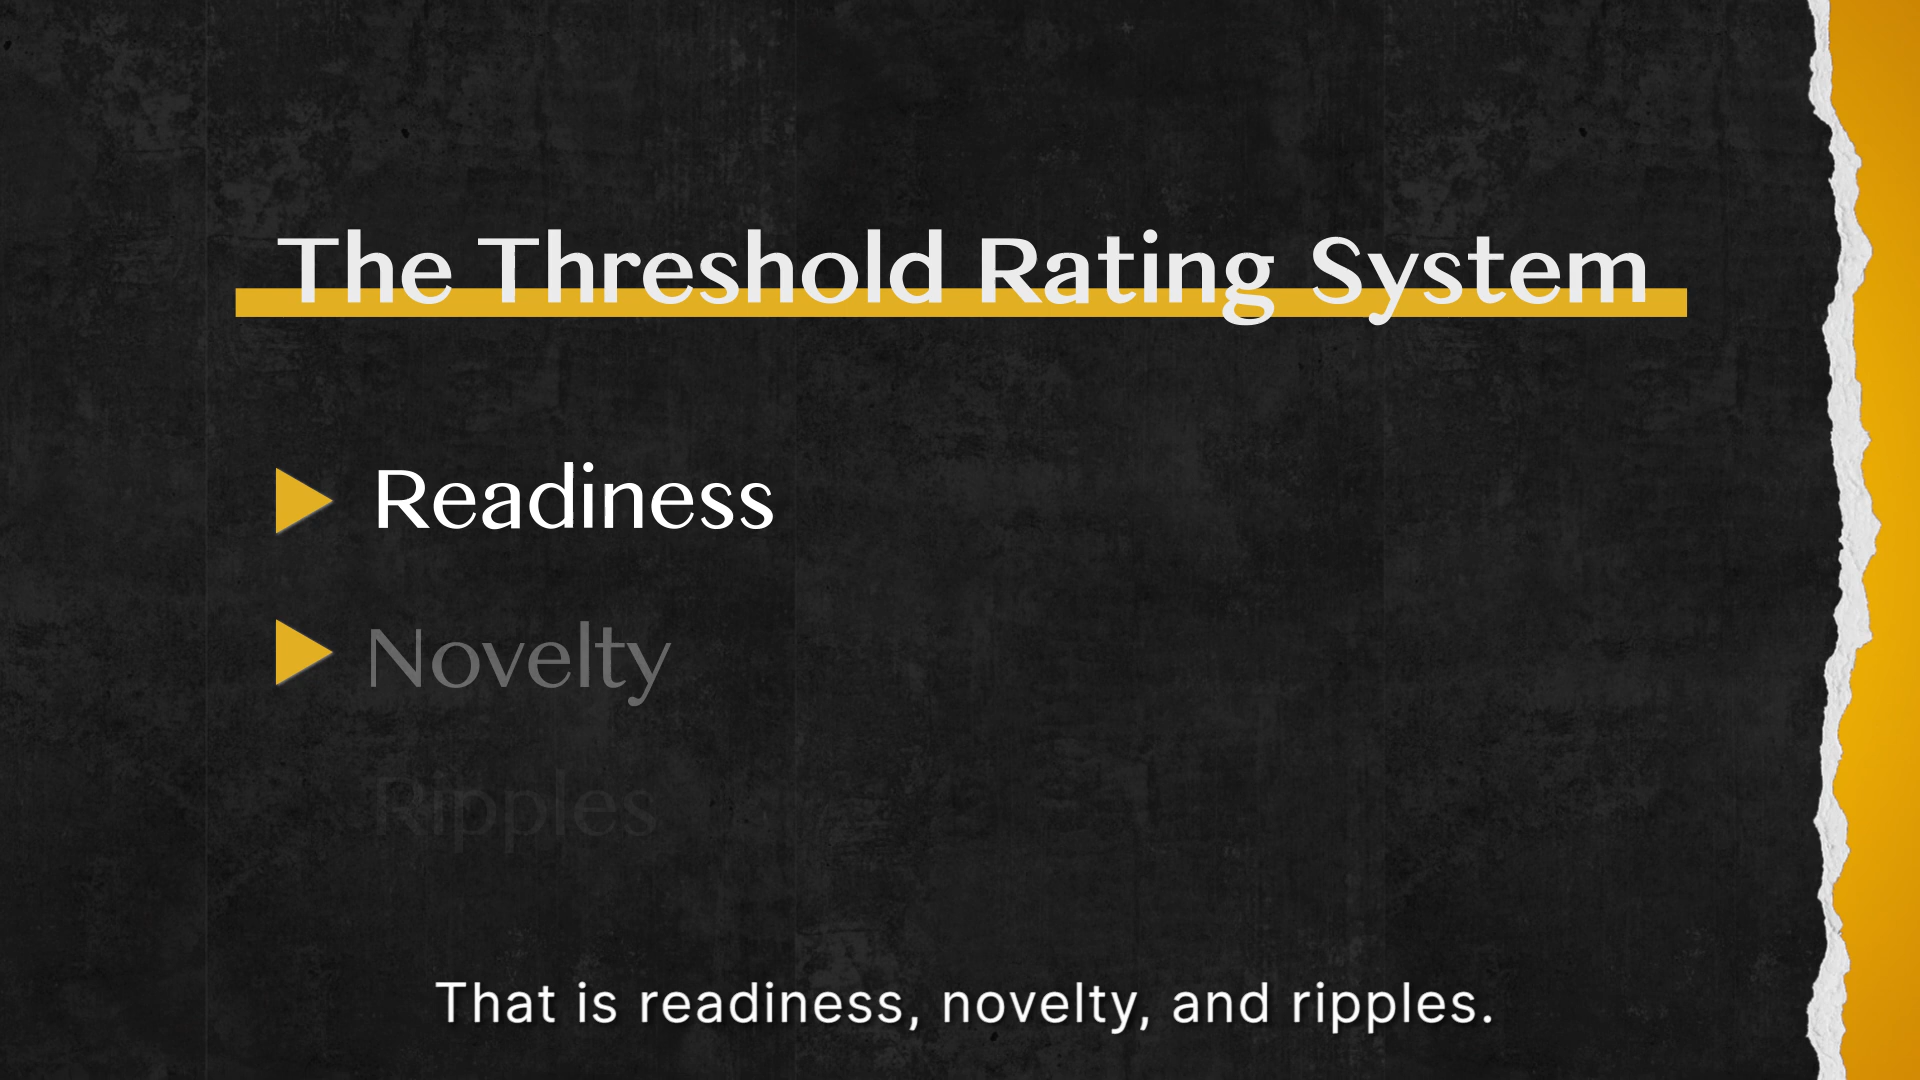 The Threshold Rating System
Readiness
Novelty
Ripples
That is readiness, novelty, and ripples.